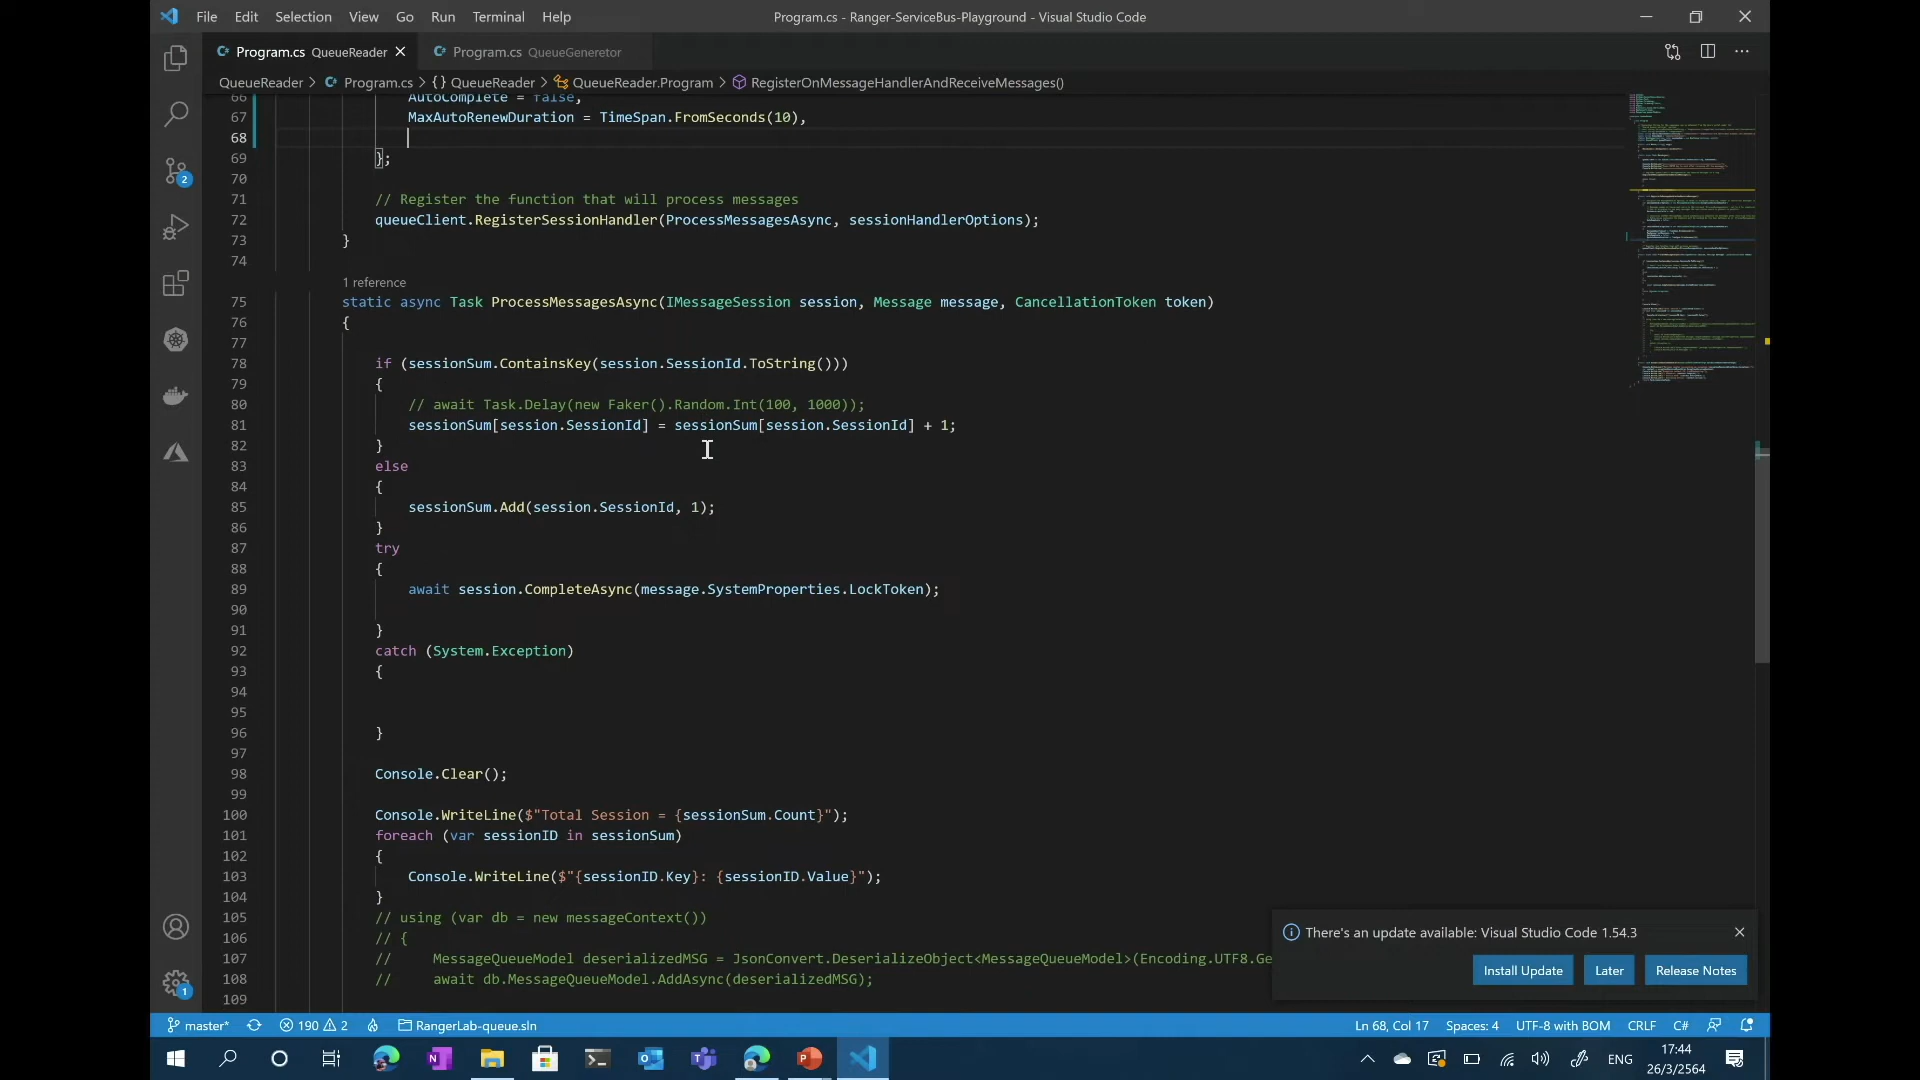 File Edit Selection View Go Run Terminal Help Program.cs - Ranger-ServiceBus-Playground - Visual Studio Code
Program.cs QueueReader Program.cs QueueGeneretor
QueueReader > Program.cs > {} QueueReader > QueueReader.Program > RegisterOnMessageHandlerAndReceiveMessages()
66 AutoComplete = false,
67 MaxAutoRenewDuration = TimeSpan.FromSeconds(10),
68
69 };
70
71 // Register the function that will process messages
72 queueClient.RegisterSessionHandler(ProcessMessagesAsync, sessionHandlerOptions);
73 }
74
1 reference
75 static async Task ProcessMessagesAsync(IMessageSession session, Message message, CancellationToken token)
76 {
77
78 if (sessionSum.ContainsKey(session.SessionId.ToString()))
79 {
80 // await Task.Delay(new Faker().Random.Int(100, 1000));
81 sessionSum[session.SessionId] = sessionSum[session.SessionId] + 1;
82 }
83 else
84 {
85 sessionSum.Add(session.SessionId, 1);
86 }
87 try
88 {
89 await session.CompleteAsync(message.SystemProperties.LockToken);
90
91 }
92 catch (System.Exception)
93 {
94
95
96 }
97
98 Console.Clear();
99
100 Console.WriteLine($"Total Session = {sessionSum.Count}");
101 foreach (var sessionID in sessionSum)
102 {
103 Console.WriteLine($"{sessionID.Key}: {sessionID.Value}");
104 }
105 // using (var db = new messageContext())
106 // {
107 // MessageQueueModel deserializedMSG = JsonConvert.DeserializeObject<MessageQueueModel>(Encoding.UTF8.Ge
108 // await db.MessageQueueModel.AddAsync(deserializedMSG);
109
2
1
There's an update available: Visual Studio Code 1.54.3
Install Update Later Release Notes
master* 190 2 RangerLab-queue.sln Ln 68, Col 17 Spaces: 4 UTF-8 with BOM CRLF C#
ENG 17:44
26/3/2564